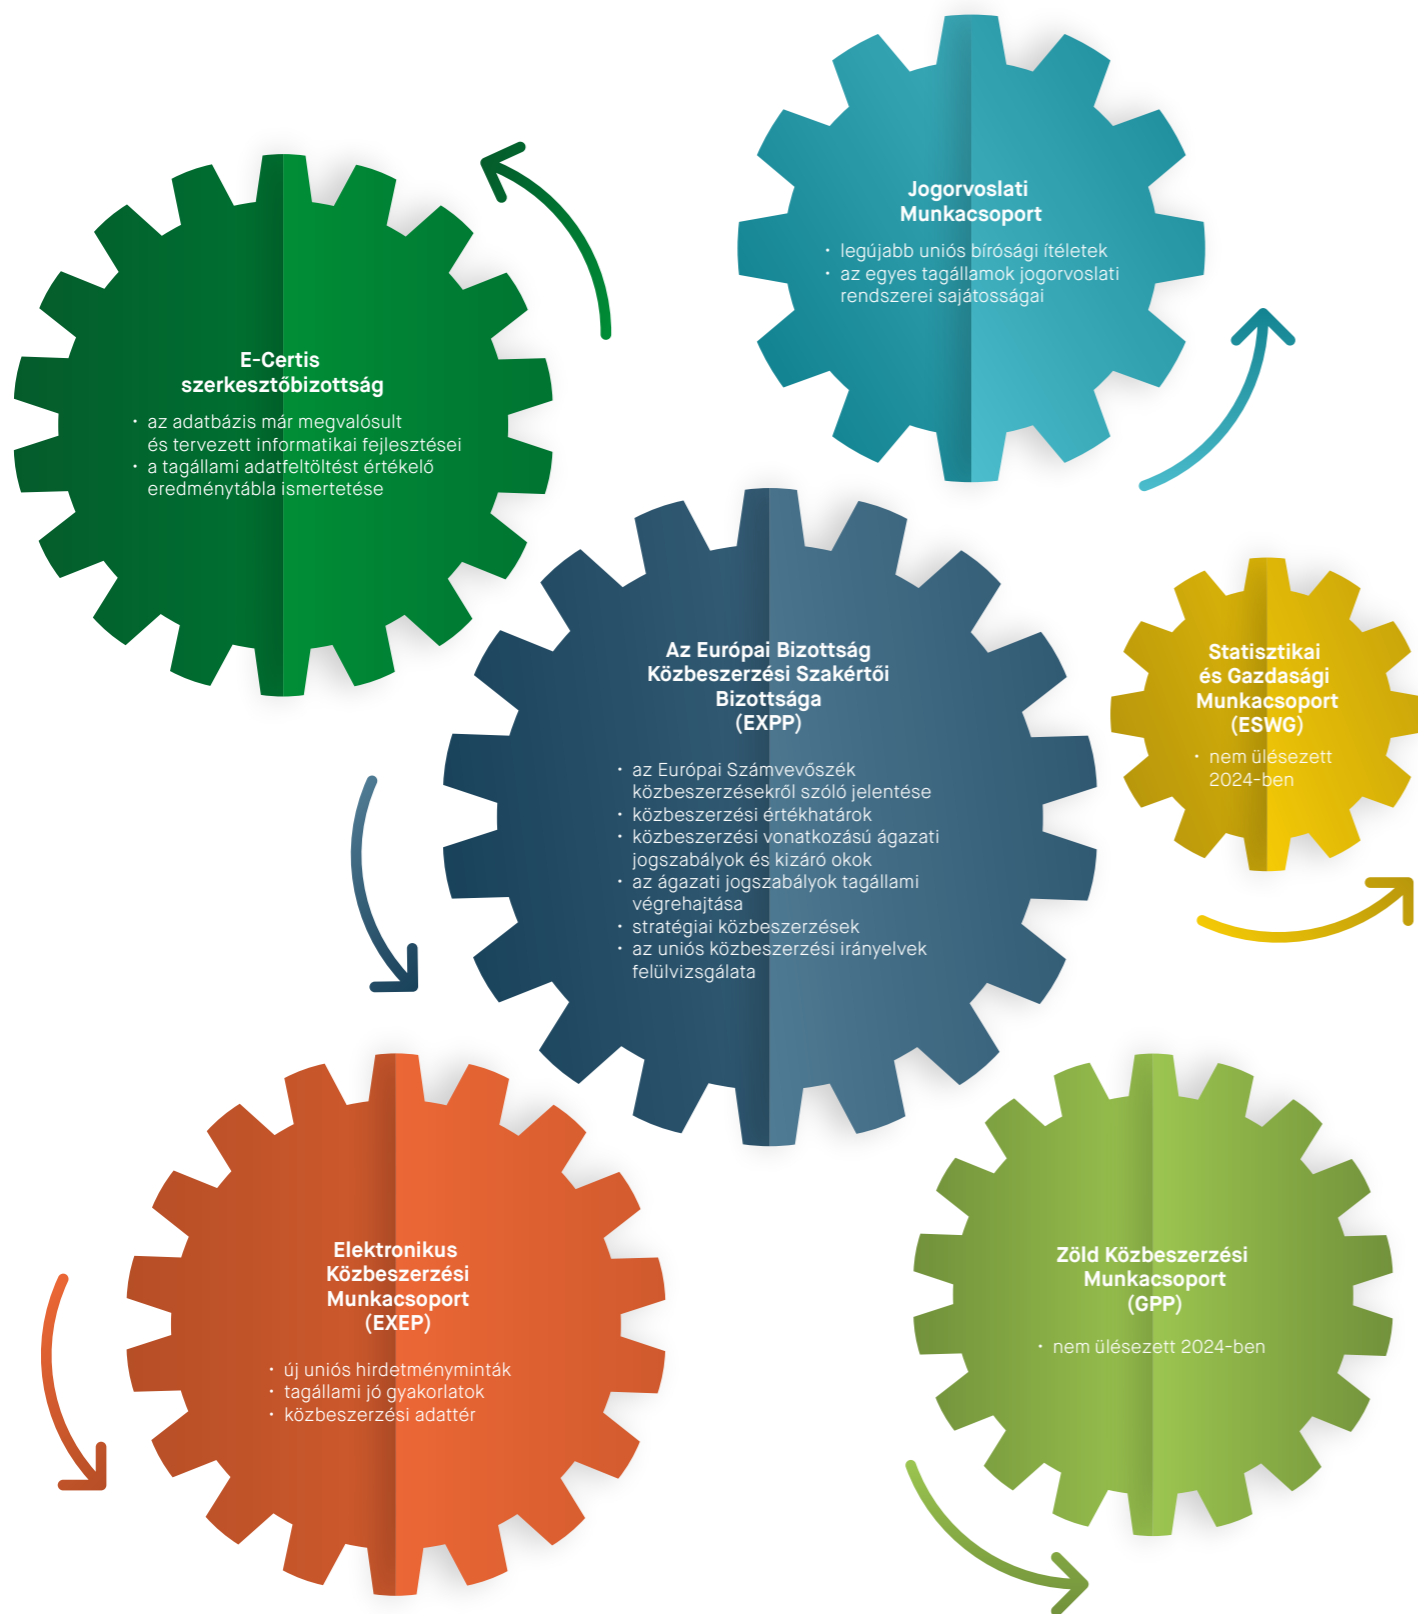 Jogorvoslati
Munkacsoport
• legújabb uniós bírósági ítéletek
• az egyes tagállamok jogorvoslati
rendszerei sajátosságai
E-Certis
szerkesztőbizottság
• az adatbázis már megvalósult
és tervezett informatikai fejlesztései
• a tagállami adatfeltöltést értékelő
eredménytábla ismertetése
Az Európai Bizottság
Közbeszerzési Szakértői
Bizottsága
(EXPP)
• az Európai Számvevőszék
közbeszerzésekről szóló jelentése
• közbeszerzési értékhatárok
• közbeszerzési vonatkozású ágazati
jogszabályok és kizáró okok
• az ágazati jogszabályok tagállami
végrehajtása
• stratégiai közbeszerzések
• az uniós közbeszerzési irányelvek
felülvizsgálata
Statisztikai
és Gazdasági
Munkacsoport
(ESWG)
• nem ülésezett
2024-ben
Elektronikus
Közbeszerzési
Munkacsoport
(EXEP)
• új uniós hirdetményminták
• tagállami jó gyakorlatok
• közbeszerzési adattér
Zöld Közbeszerzési
Munkacsoport
(GPP)
• nem ülésezett 2024-ben